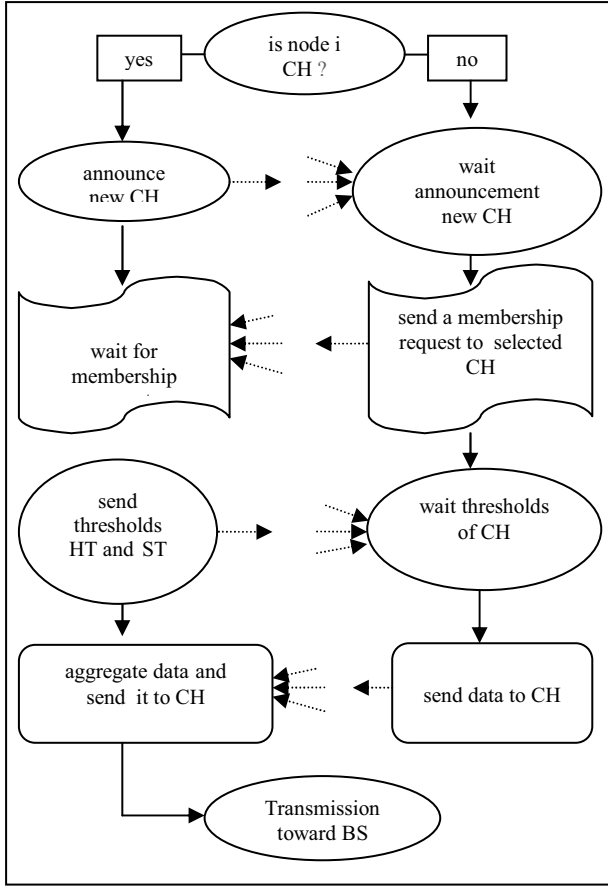 is node i
CH ?
yes
no
announce
new CH
wait
announcement
new CH
wait for
membership
send a membership
request to selected
CH
send
thresholds
HT and ST
wait thresholds
of CH
aggregate data and
send it to CH
send data to CH
Transmission
toward BS